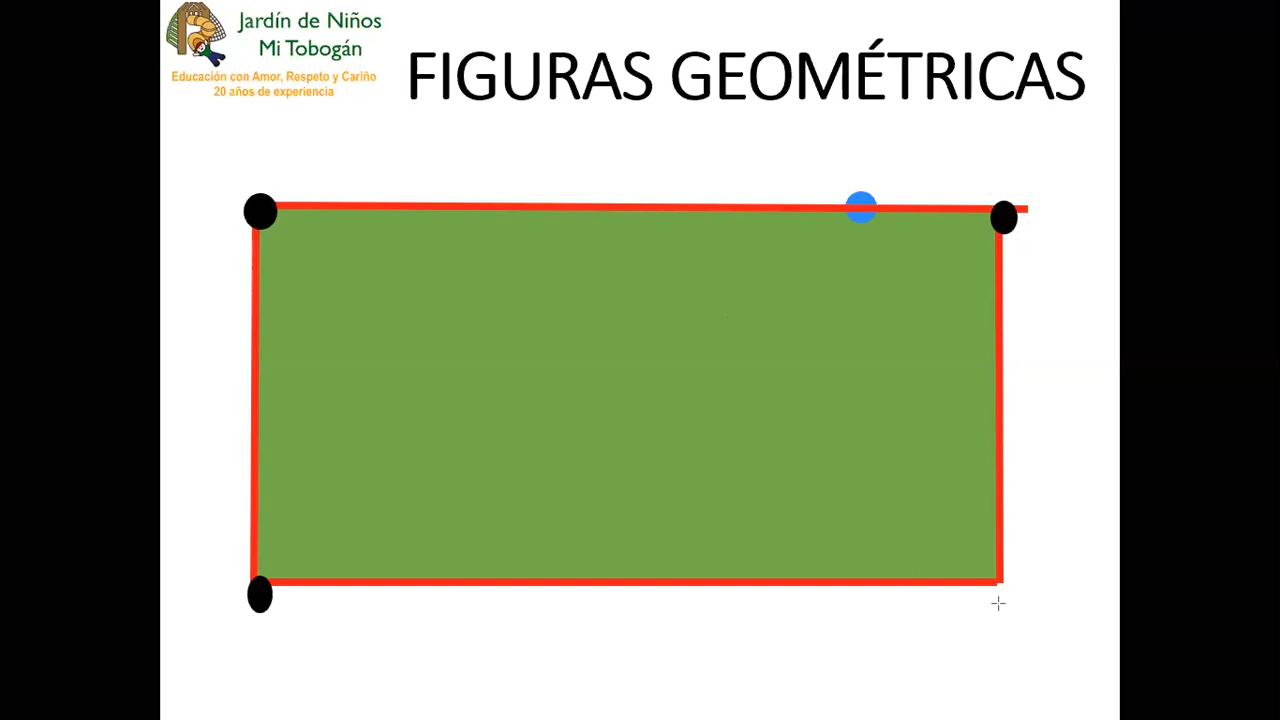 Jardín de Niños
Mi Tobogán
Educación con Amor, Respeto y Cariño
20 años de experiencia
FIGURAS GEOMÉTRICAS